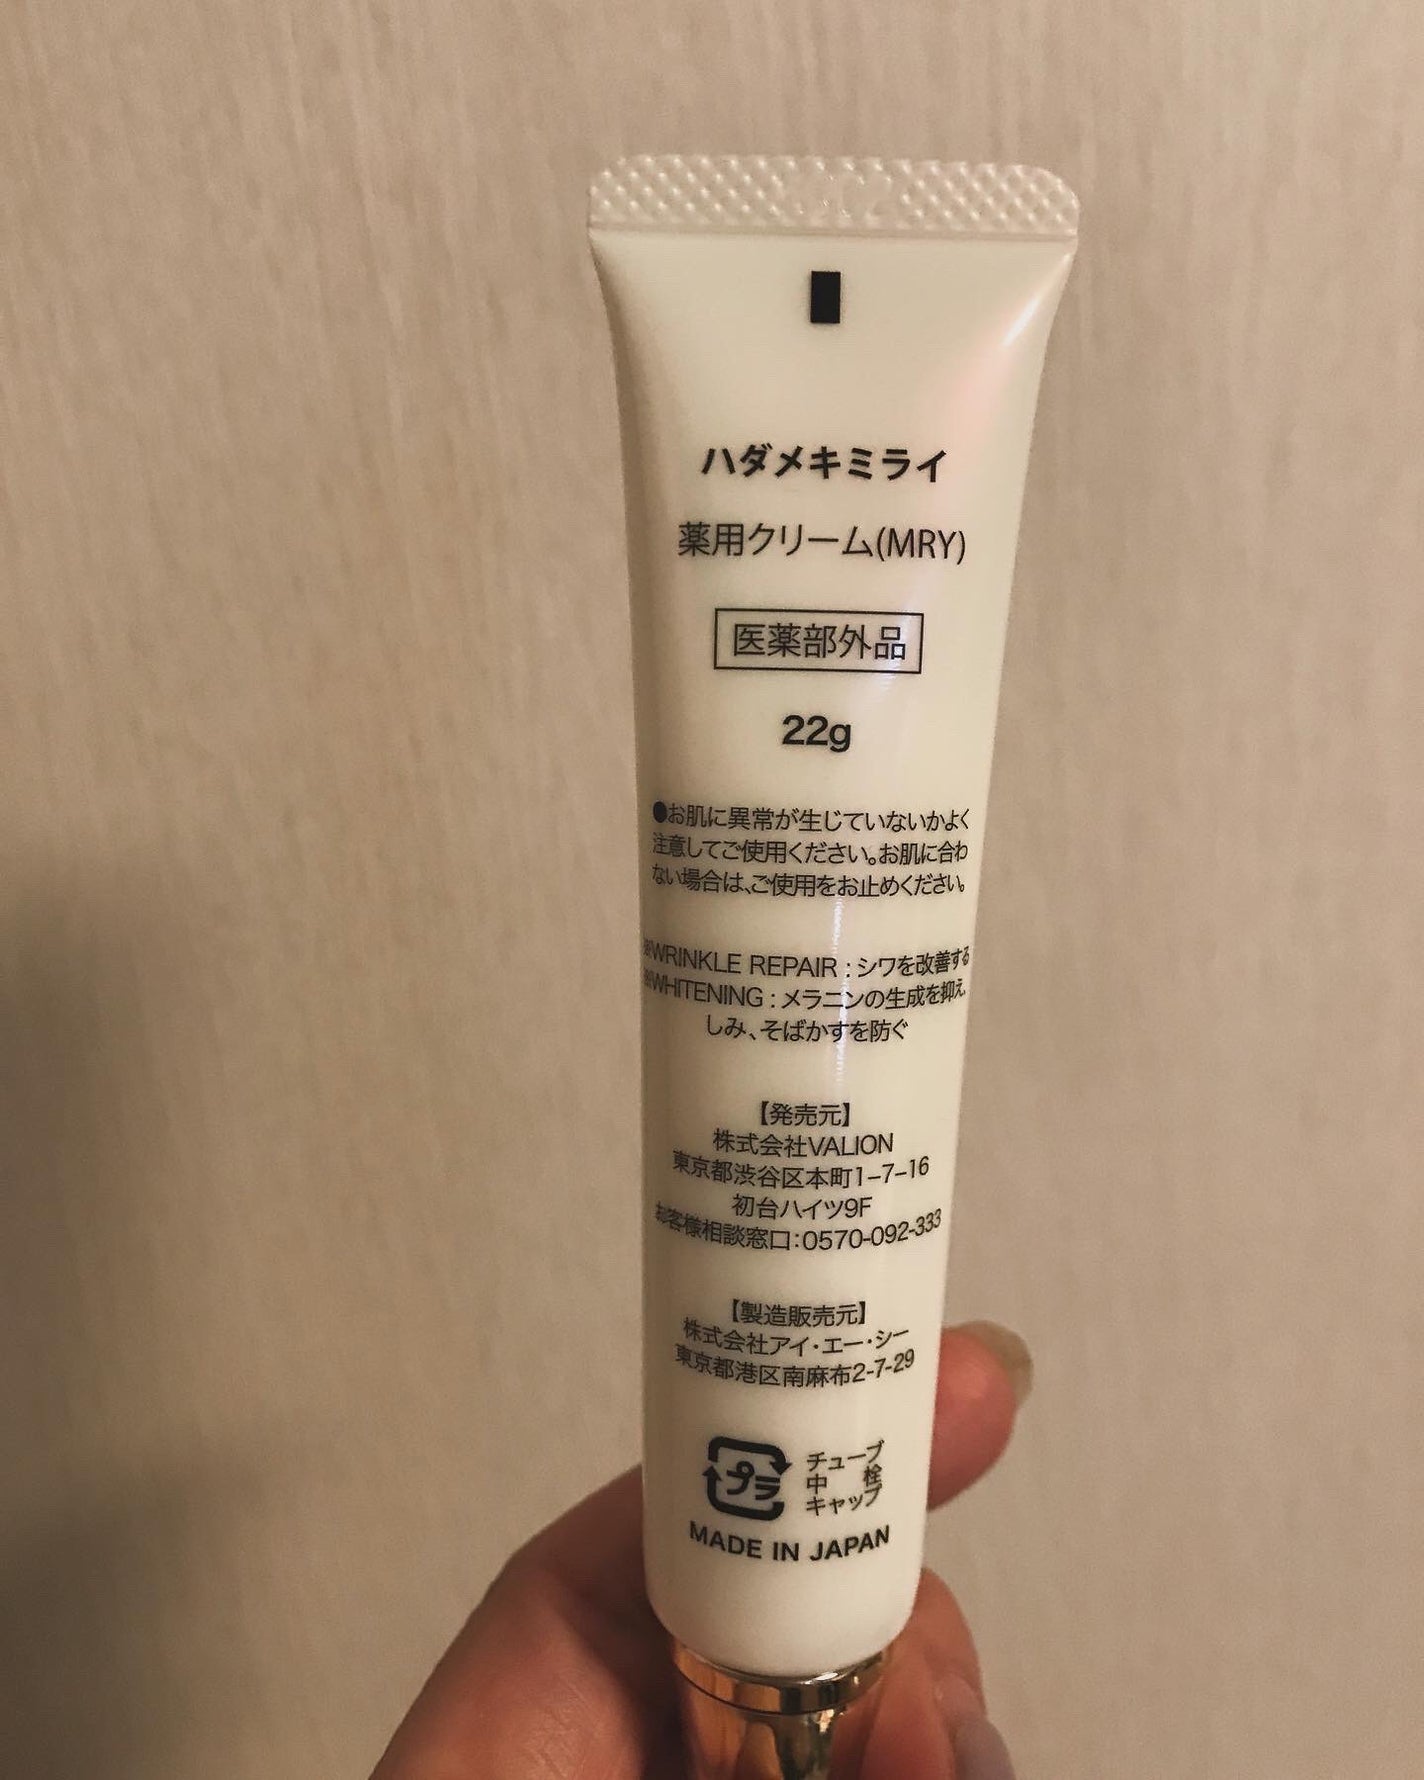 ハダメキミライ
薬用クリーム(MRY)
医薬部外品
22g
●お肌に異常が生じていないかよく
注意してご使用ください。お肌に合わ
ない場合は、ご使用をお止めください。
※WRINKLE REPAIR : シワを改善する
※WHITENING : メラニンの生成を抑え、
しみ、そばかすを防ぐ
【発売元】
株式会社VALION
東京都渋谷区本町1-7-16
初台ハイツ9F
お客様相談窓口:0570-092-333
【製造販売元】
株式会社アイ・エー・シー
東京都港区南麻布2-7-29
プラ
チューブ
中栓
キャップ
MADE IN JAPAN